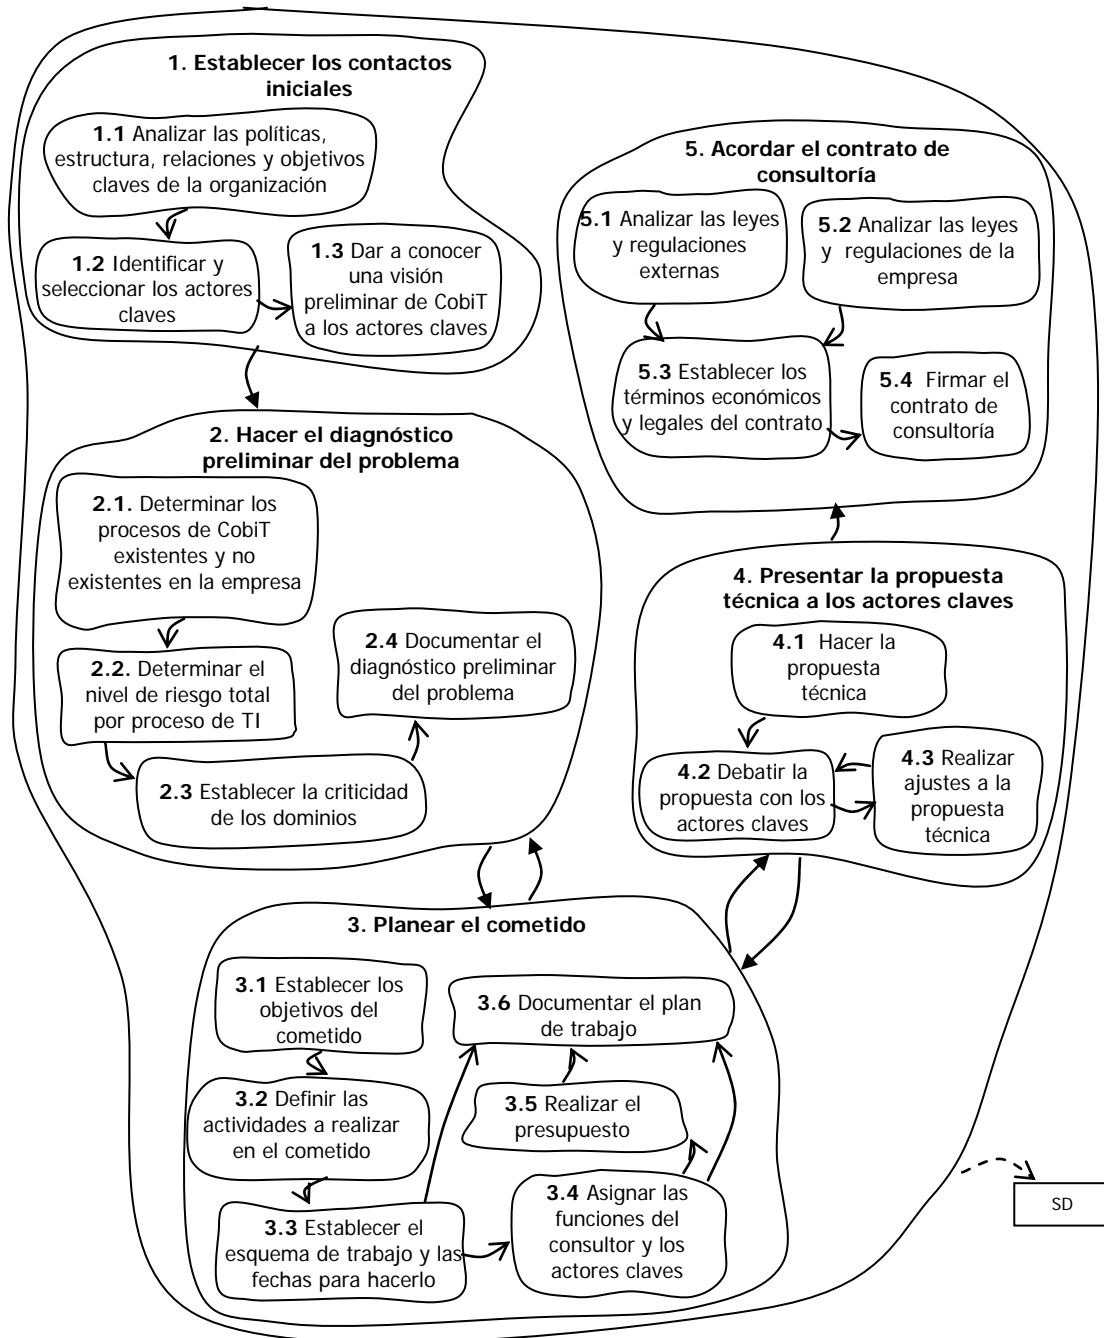 1. Establecer los contactos
iniciales
1.1 Analizar las políticas,
estructura, relaciones y objetivos
claves de la organización
1.2 Identificar y
seleccionar los actores
claves
1.3 Dar a conocer
una visión
preliminar de CobiT
a los actores claves
2. Hacer el diagnóstico
preliminar del problema
2.1. Determinar los
procesos de CobiT
existentes y no
existentes en la empresa
2.2. Determinar el
nivel de riesgo total
por proceso de TI
2.3 Establecer la criticidad
de los dominios
2.4 Documentar el
diagnóstico preliminar
del problema
3. Planear el cometido
3.1 Establecer los
objetivos del
cometido
3.2 Definir las
actividades a realizar
en el cometido
3.3 Establecer el
esquema de trabajo y las
fechas para hacerlo
3.4 Asignar las
funciones del
consultor y los
actores claves
3.5 Realizar el
presupuesto
3.6 Documentar el plan
de trabajo
4. Presentar la propuesta
técnica a los actores claves
4.1 Hacer la
propuesta
técnica
4.2 Debatir la
propuesta con los
actores claves
4.3 Realizar
ajustes a la
propuesta
técnica
5. Acordar el contrato de
consultoría
5.1 Analizar las leyes
y regulaciones
externas
5.2 Analizar las leyes
y regulaciones de la
empresa
5.3 Establecer los
términos económicos
y legales del contrato
5.4 Firmar el
contrato de
consultoría
SD